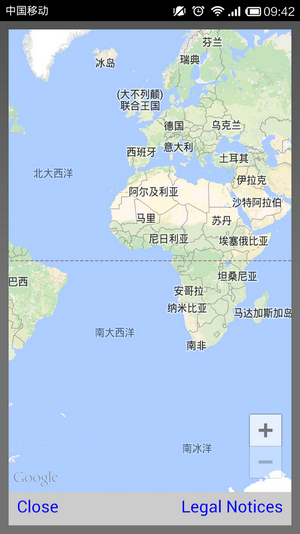 中国移动 09:42
芬兰
冰岛
瑞典
(大不列颠)
联合王国
德国
乌克兰
意大利
西班牙
土耳其
伊拉克
北大西洋
阿尔及利亚
沙特阿拉伯
马里
苏丹
尼日利亚
埃塞俄比亚
巴西
坦桑尼亚
安哥拉
纳米比亚
马达加斯加岛
南大西洋
南非
南冰洋
+
−
Google
Close Legal Notices